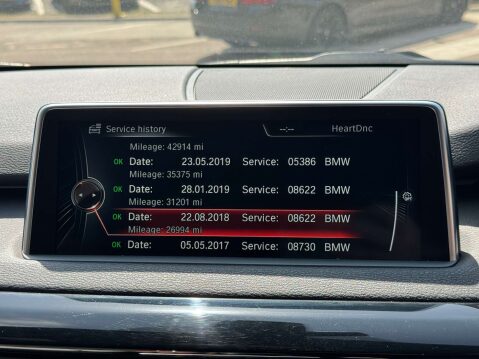 Service history --:-- HeartDnc
Mileage: 42914 mi
OK Date: 23.05.2019 Service: 05386 BMW
Mileage: 35375 mi
OK Date: 28.01.2019 Service: 08622 BMW
Mileage: 31201 mi
OK Date: 22.08.2018 Service: 08622 BMW
Mileage: 26994 mi
OK Date: 05.05.2017 Service: 08730 BMW